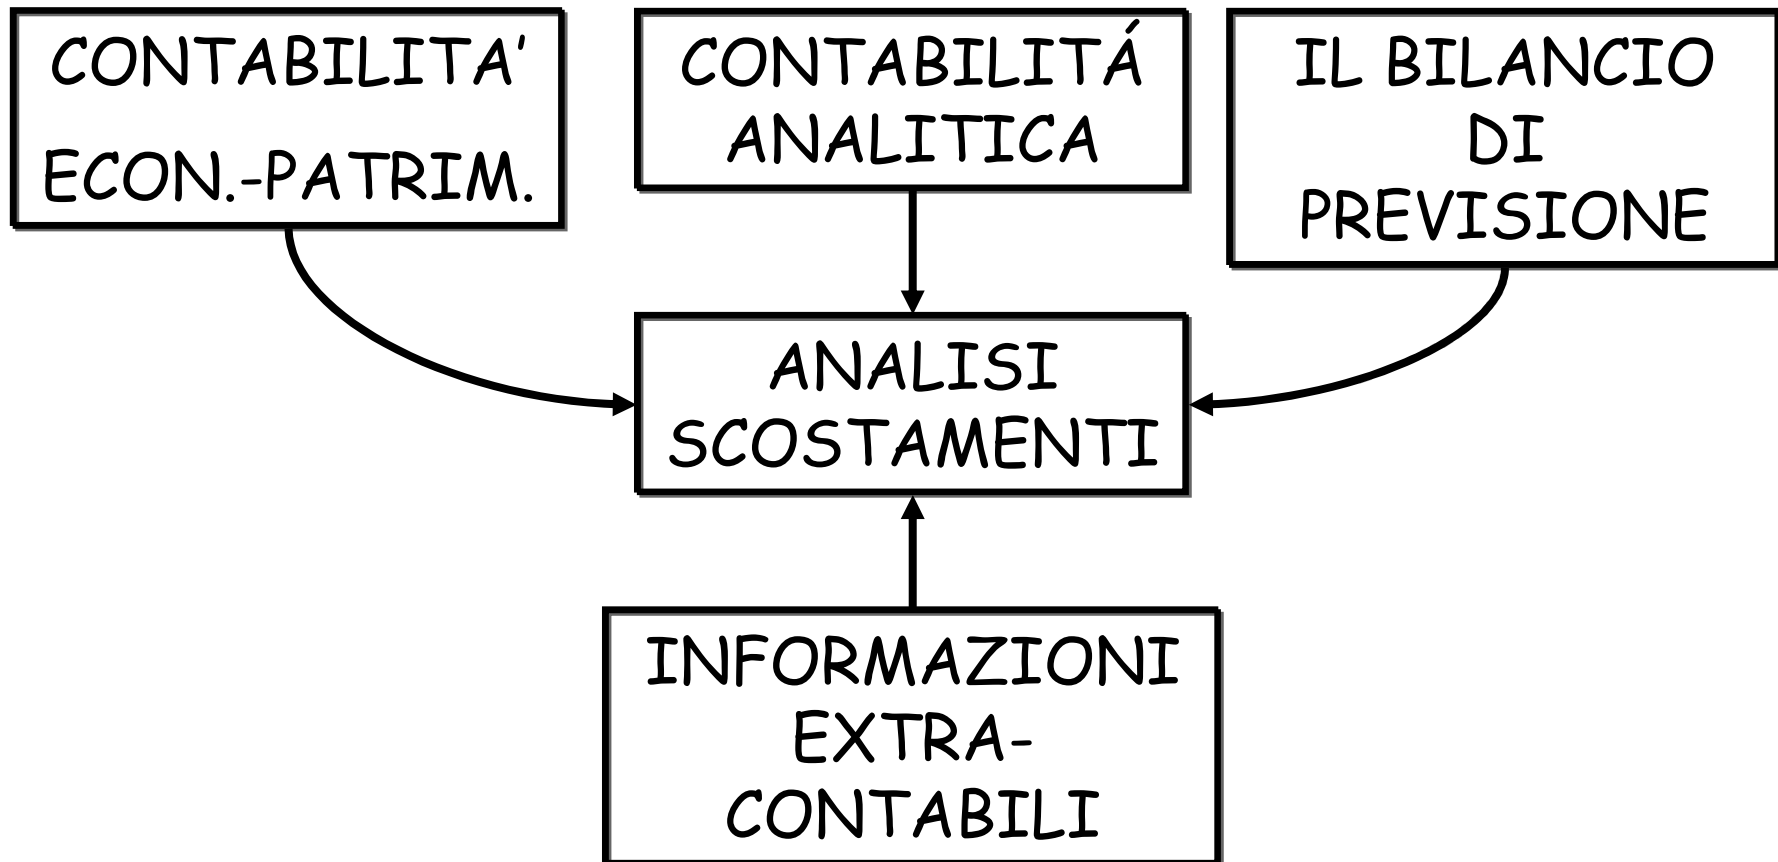 CONTABILITA'
ECON.-PATRIM.
CONTABILITÁ
ANALITICA
IL BILANCIO
DI
PREVISIONE
ANALISI
SCOSTAMENTI
INFORMAZIONI
EXTRA-
CONTABILI